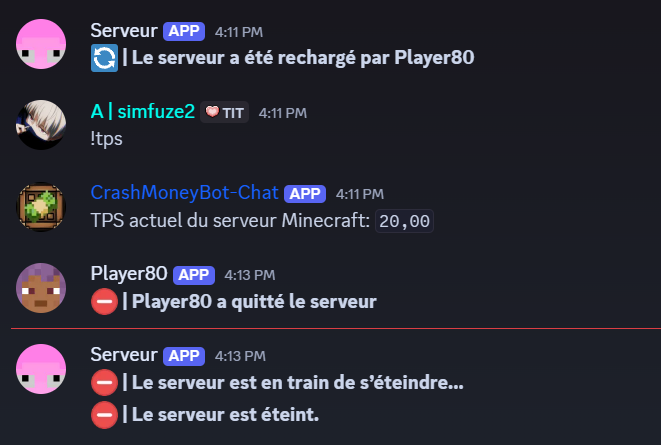 Serveur APP 4:11 PM
| Le serveur a été rechargé par Player80
A | simfuze2 TIT 4:11 PM
!tps
CrashMoneyBot-Chat APP 4:11 PM
TPS actuel du serveur Minecraft: 20,00
Player80 APP 4:13 PM
| Player80 a quitté le serveur
Serveur APP 4:13 PM
| Le serveur est en train de s’éteindre...
| Le serveur est éteint.